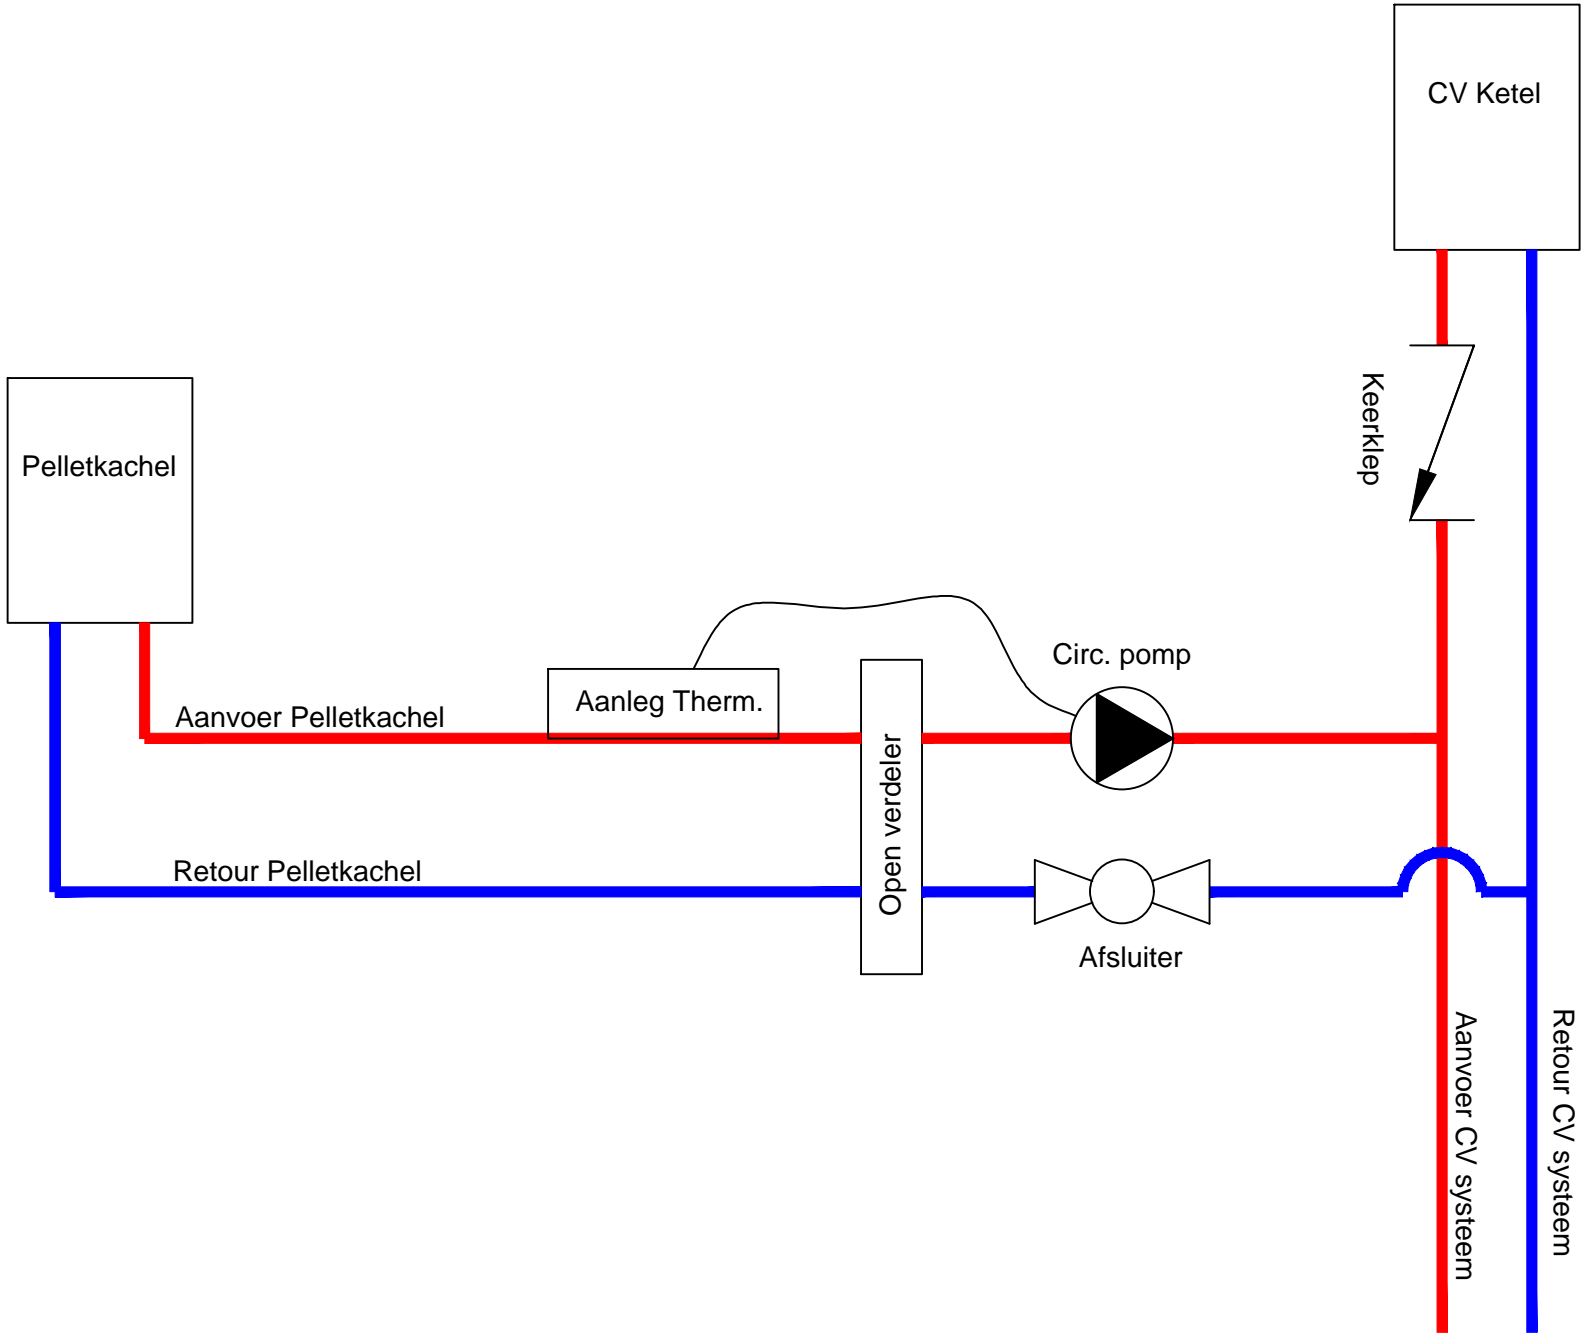 CV Ketel
Keerklep
Pelletkachel
Circ. pomp
Aanleg Therm.
Aanvoer Pelletkachel
Open verdeler
Retour Pelletkachel
Afsluiter
Aanvoer CV systeem
Retour CV systeem